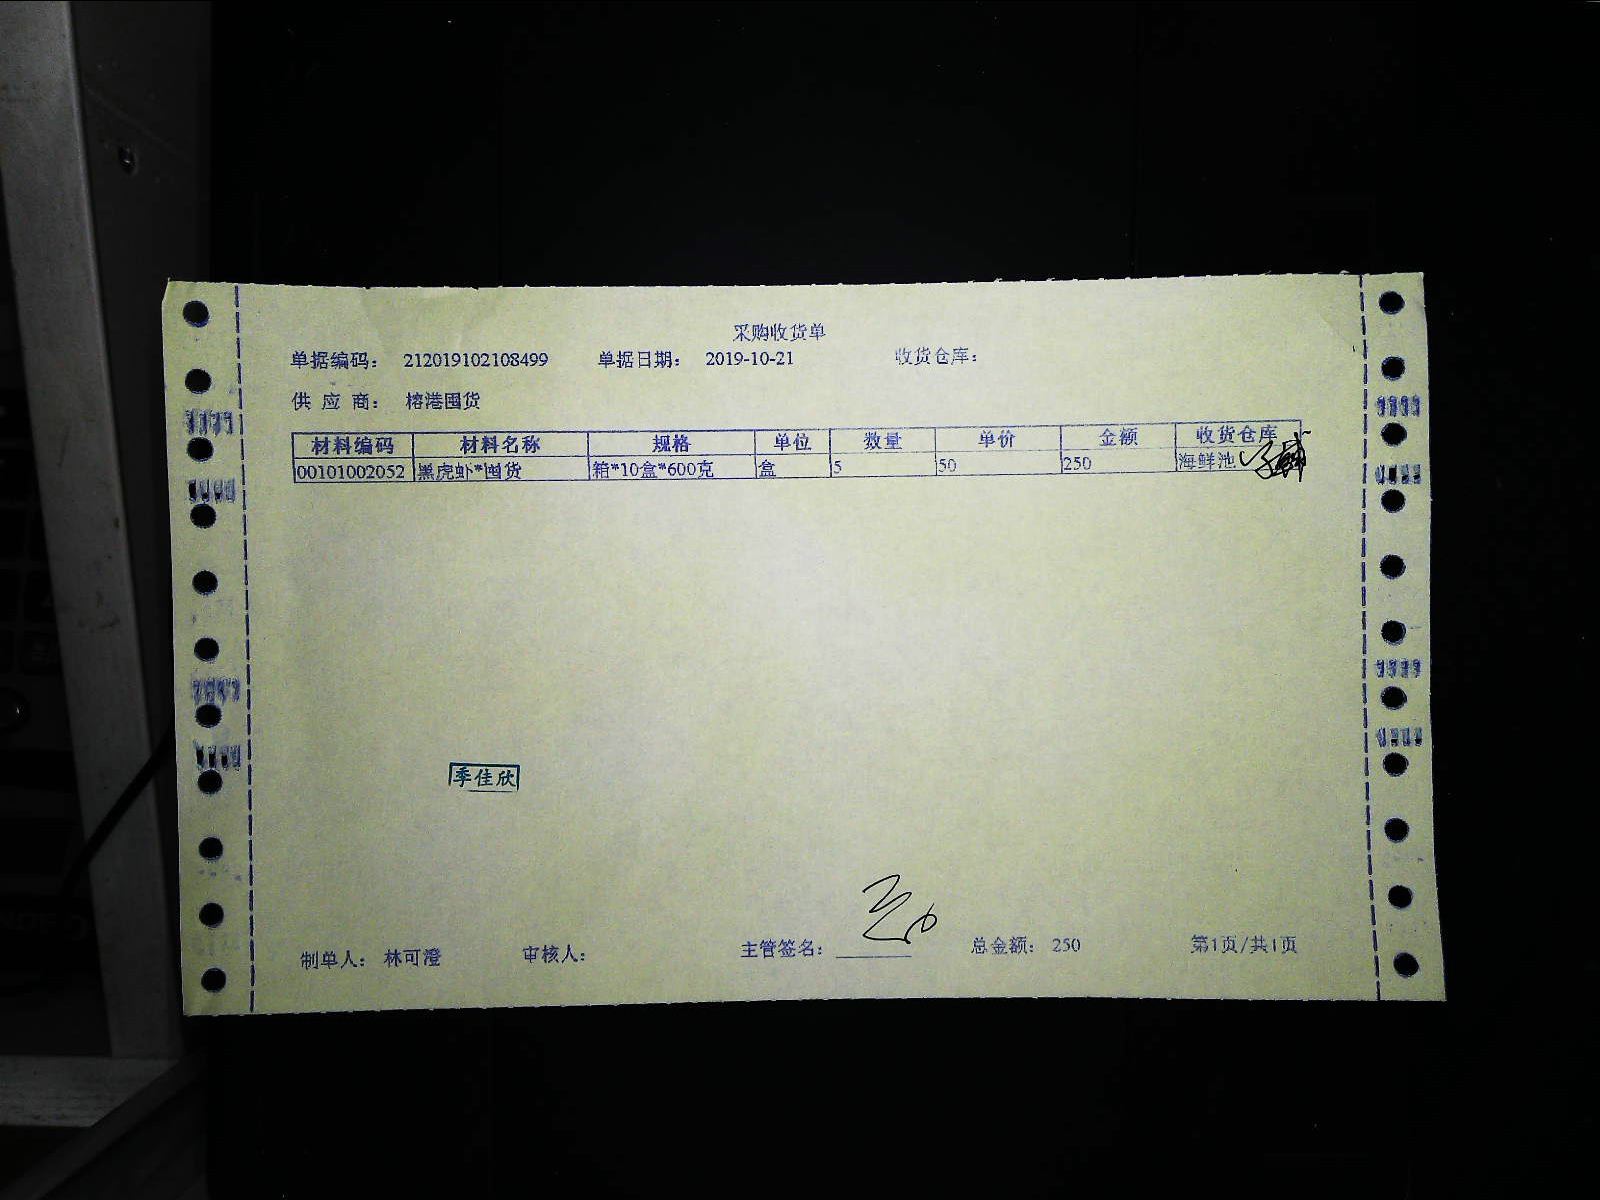 采购收货单
单据编码： 212019102108499 单据日期： 2019-10-21 收货仓库：
供 应 商： 榕港囤货
材料编码 材料名称 规格 单位 数量 单价 金额 收货仓库
00101002052 黑虎虾*囤货 箱*10盒*600克 盒 5 50 250 海鲜池
季佳欣
制单人： 林可澄 审核人： 主管签名： 总金额： 250 第1页/共1页